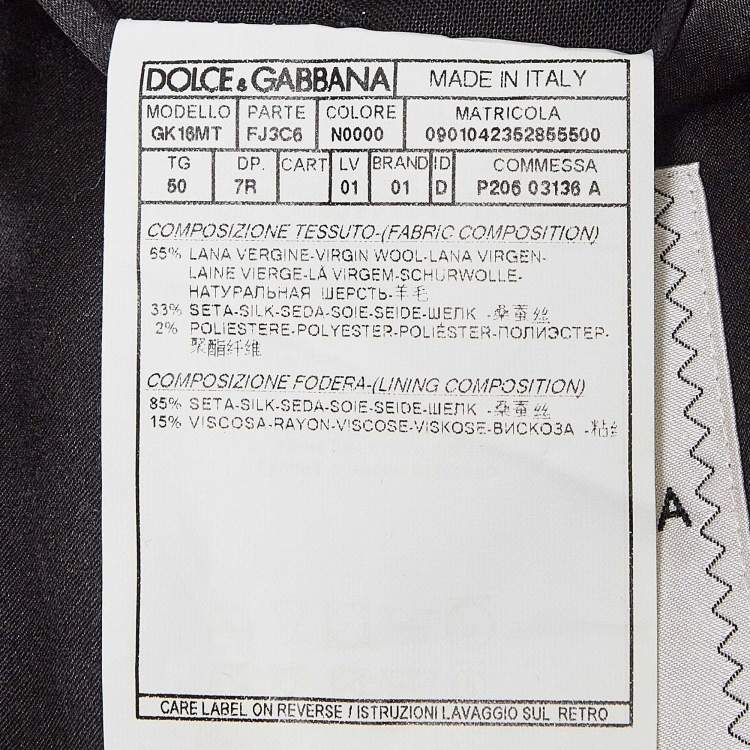 DOLCE & GABBANA MADE IN ITALY
MODELLO PARTE COLORE MATRICOLA
GK16MT FJ3C6 N0000 0901042352855500
TG DP. CART LV BRAND ID COMMESSA
50 7R 01 01 D P206 03136 A
COMPOSIZIONE TESSUTO-(FABRIC COMPOSITION)
65% LANA VERGINE-VIRGIN WOOL-LANA VIRGEN-
LAINE VIERGE-LÃ VIRGEM-SCHURWOLLE-
НАТУРАЛЬНАЯ ШЕРСТЬ-羊毛
33% SETA-SILK-SEDA-SOIE-SEIDE-ШЕЛК -桑蚕丝
2% POLIESTERE-POLYESTER-POLIÉSTER-ПОЛИЭСТЕР-
聚酯纤维
COMPOSIZIONE FODERA-(LINING COMPOSITION)
85% SETA-SILK-SEDA-SOIE-SEIDE-ШЕЛК -桑蚕丝
15% VISCOSA-RAYON-VISCOSE-VISKOSE-ВИСКОЗА -粘
A
CARE LABEL ON REVERSE / ISTRUZIONI LAVAGGIO SUL RETRO